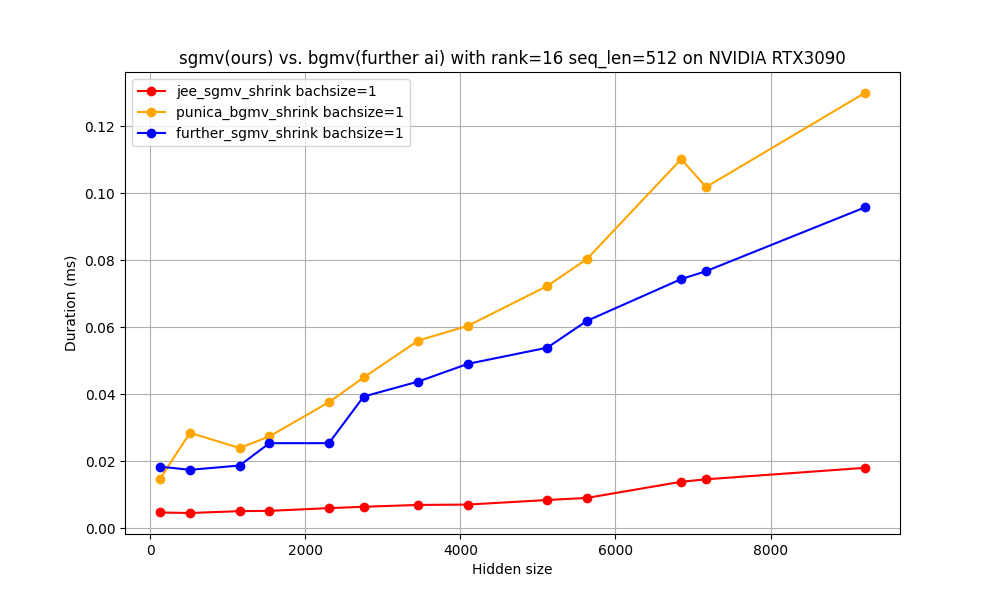 sgmv(ours) vs. bgmv(further ai) with rank=16 seq_len=512 on NVIDIA RTX3090
jee_sgmv_shrink bachsize=1
punica_bgmv_shrink bachsize=1
further_sgmv_shrink bachsize=1
0.12
0.10
0.08
0.06
0.04
0.02
0.00
Duration (ms)
0 2000 4000 6000 8000
Hidden size